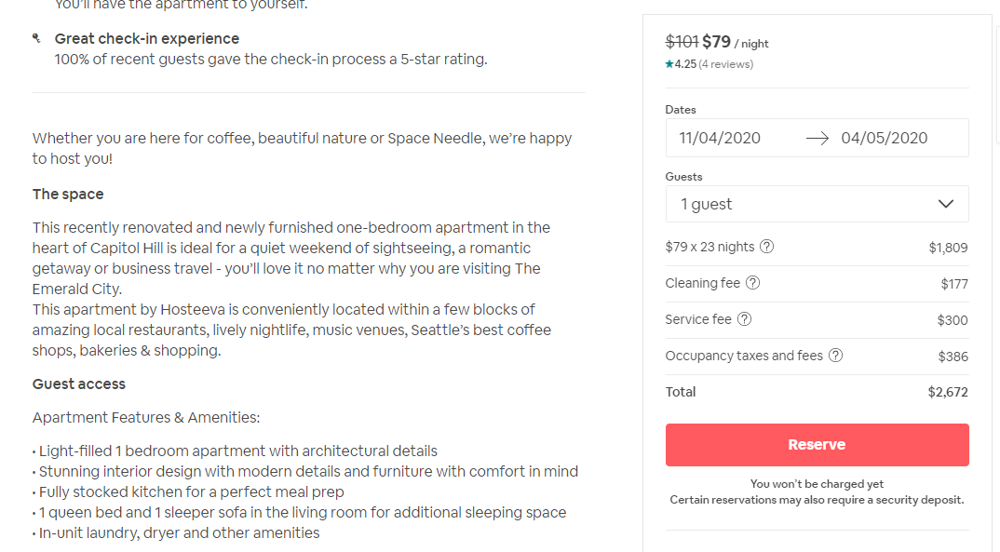 You'll have the apartment to yourself.
Great check-in experience
100% of recent guests gave the check-in process a 5-star rating.
Whether you are here for coffee, beautiful nature or Space Needle, we're happy
to host you!
The space
This recently renovated and newly furnished one-bedroom apartment in the
heart of Capitol Hill is ideal for a quiet weekend of sightseeing, a romantic
getaway or business travel - you'll love it no matter why you are visiting The
Emerald City.
This apartment by Hosteeva is conveniently located within a few blocks of
amazing local restaurants, lively nightlife, music venues, Seattle's best coffee
shops, bakeries & shopping.
Guest access
Apartment Features & Amenities:
• Light-filled 1 bedroom apartment with architectural details
• Stunning interior design with modern details and furniture with comfort in mind
• Fully stocked kitchen for a perfect meal prep
• 1 queen bed and 1 sleeper sofa in the living room for additional sleeping space
• In-unit laundry, dryer and other amenities
$101 $79 / night
★4.25 (4 reviews)
Dates
11/04/2020 → 04/05/2020
Guests
1 guest
$79 x 23 nights ? $1,809
Cleaning fee ? $177
Service fee ? $300
Occupancy taxes and fees ? $386
Total $2,672
Reserve
You won't be charged yet
Certain reservations may also require a security deposit.